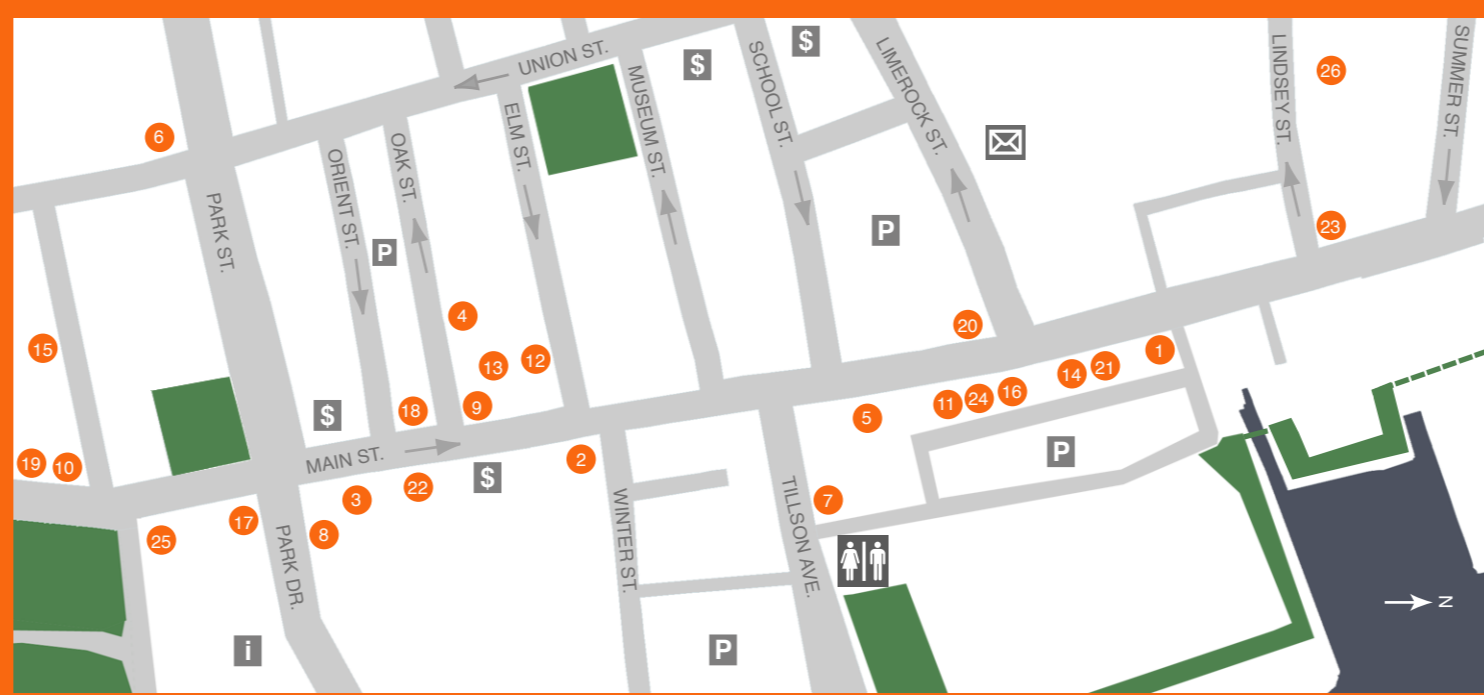 UNION ST.
MUSEUM ST.
$
SCHOOL ST.
$
LIMEROCK ST.
LINDSEY ST.
26
SUMMER ST.
6
ELM ST.
OAK ST.
ORIENT ST.
PARK ST.
P
P
23
4
20
15
13
12
14
21
1
18
9
$
5
11
24
16
19
10
MAIN ST.
22
$
2
P
3
7
25
17
8
PARK DR.
WINTER ST.
TILLSON AVE.
i
P
N